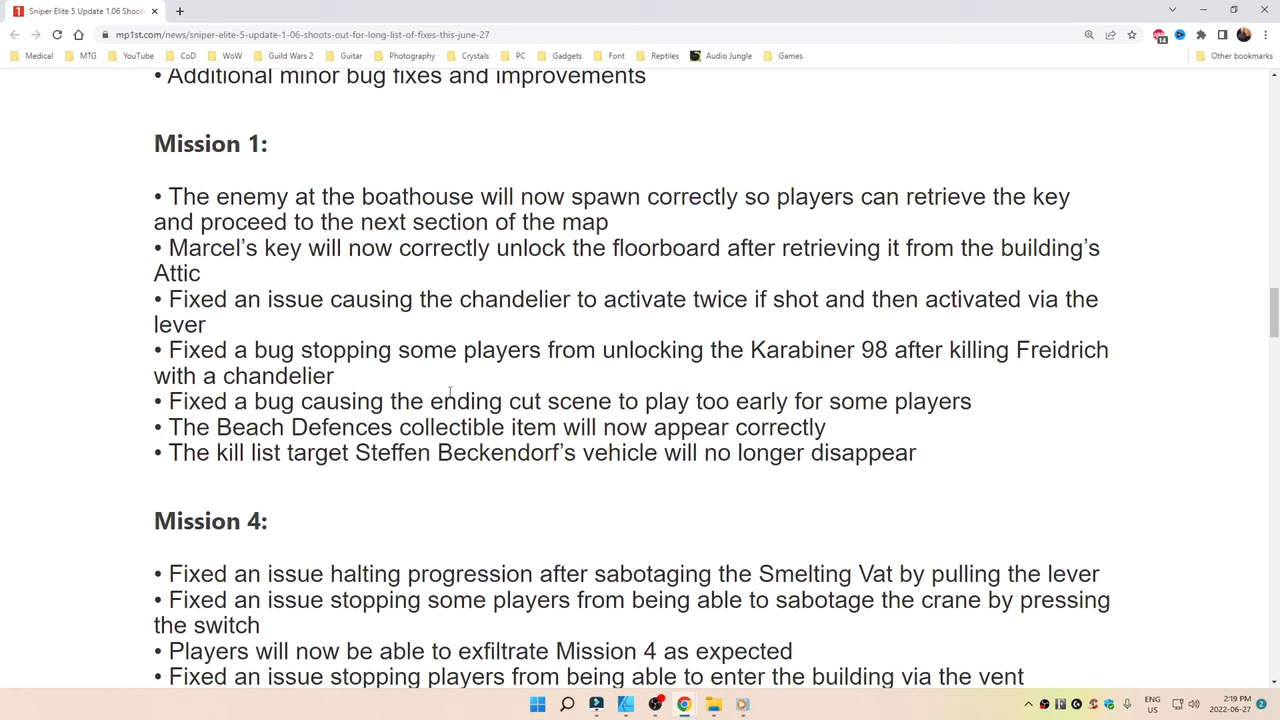 Sniper Elite 5 Update 1.06 Shoots
mp1st.com/news/sniper-elite-5-update-1-06-shoots-out-for-long-list-of-fixes-this-june-27
14
Medical MTG YouTube CoD WoW Guild Wars 2 Guitar Photography Crystals PC Gadgets Font Reptiles Audio Jungle Games Other bookmarks
• Additional minor bug fixes and improvements
Mission 1:
• The enemy at the boathouse will now spawn correctly so players can retrieve the key
and proceed to the next section of the map
• Marcel’s key will now correctly unlock the floorboard after retrieving it from the building’s
Attic
• Fixed an issue causing the chandelier to activate twice if shot and then activated via the
lever
• Fixed a bug stopping some players from unlocking the Karabiner 98 after killing Freidrich
with a chandelier
• Fixed a bug causing the ending cut scene to play too early for some players
• The Beach Defences collectible item will now appear correctly
• The kill list target Steffen Beckendorf’s vehicle will no longer disappear
Mission 4:
• Fixed an issue halting progression after sabotaging the Smelting Vat by pulling the lever
• Fixed an issue stopping some players from being able to sabotage the crane by pressing
the switch
• Players will now be able to exfiltrate Mission 4 as expected
• Fixed an issue stopping players from being able to enter the building via the vent
ENG
US
2:19 PM
2022-06-27
2